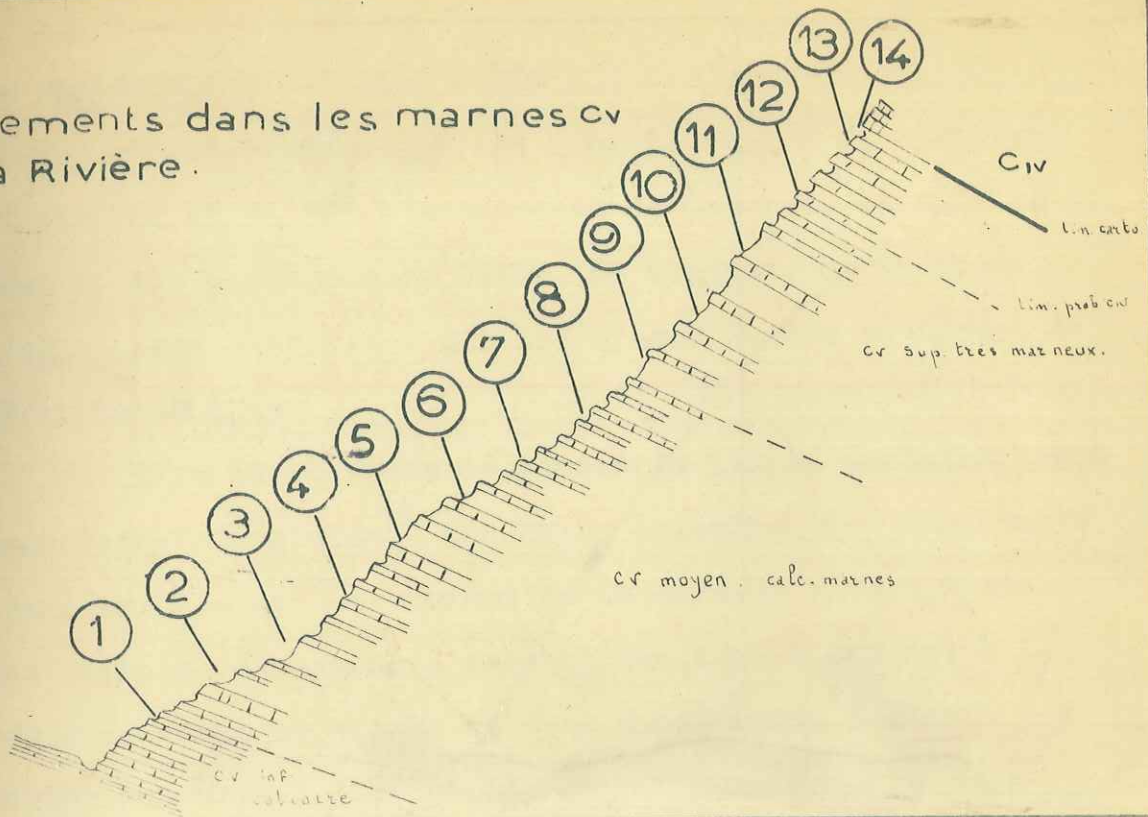 ements dans les marnes CV
a Rivière.
14
13
12
11
10
9
8
7
6
5
4
3
2
1
CIV
lim. carto
lim. prob CIV
CV sup. très marneux.
CV moyen. calc. marnes
CV inf
calcaire